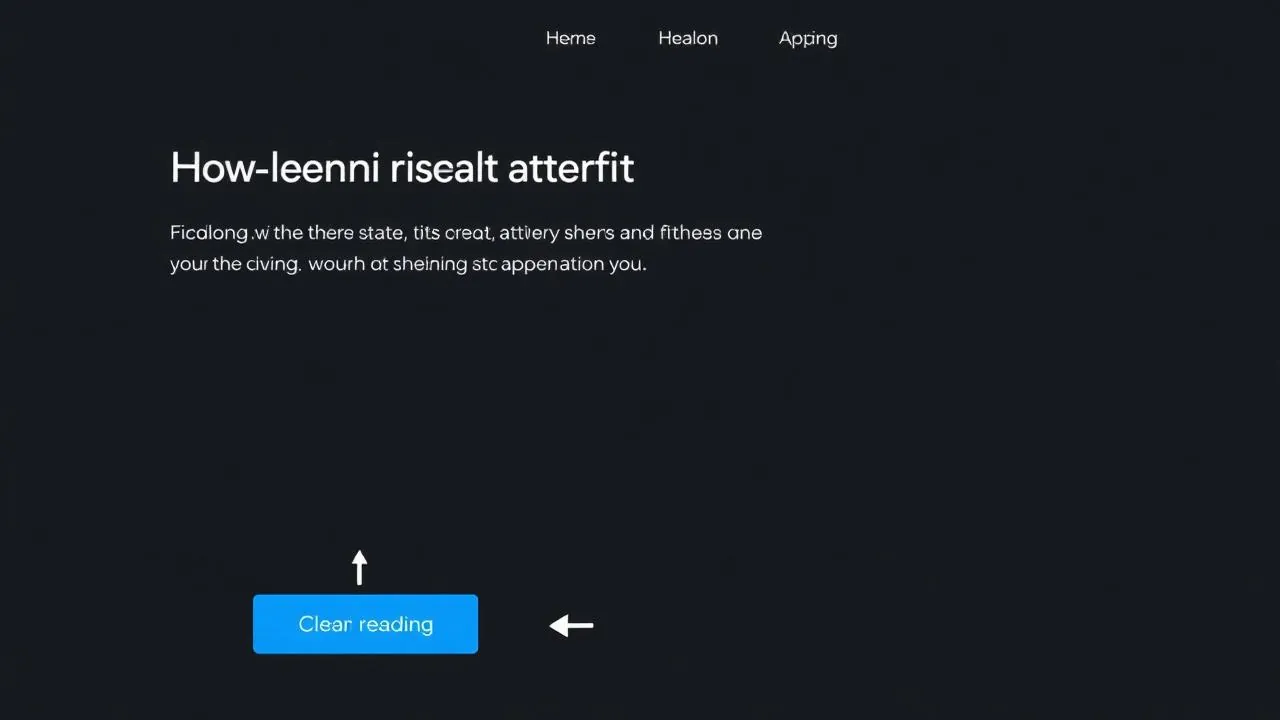 Heme Healon Apping
How-leenni risealt atterfit
Ficdlong .w the there state, tits creat, attlery shers and fithess ane
your the civing. wourh at sheining stc appenation you.
Clear reading